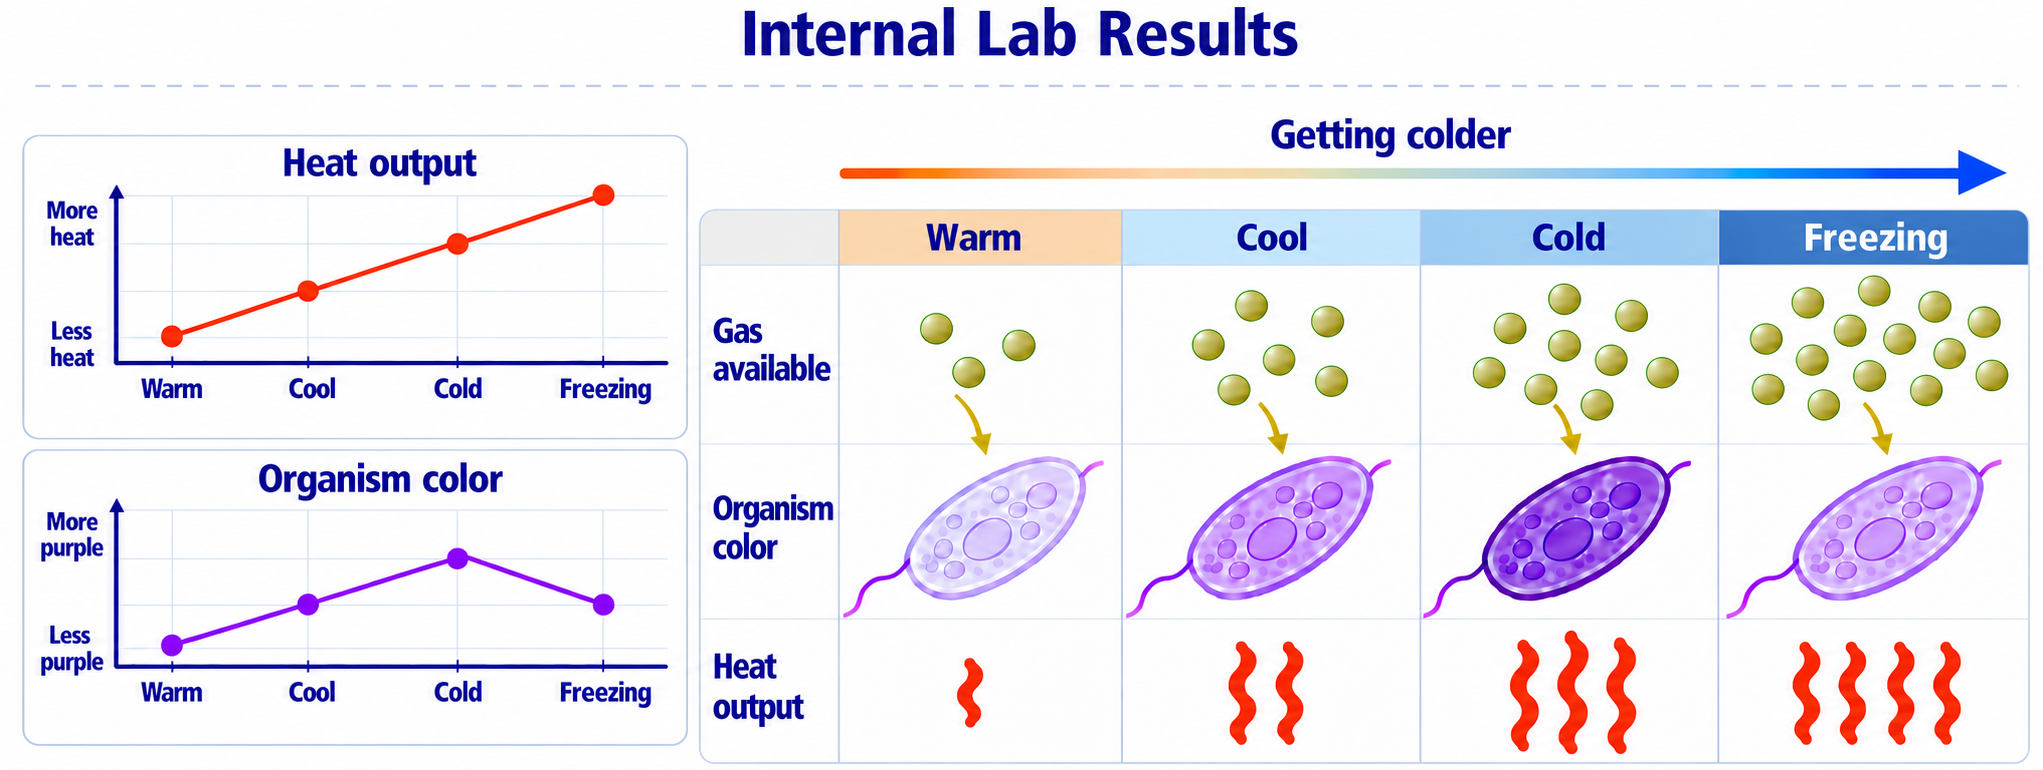 Internal Lab Results
Heat output
More
heat
Less
heat
Warm Cool Cold Freezing
Organism color
More
purple
Less
purple
Warm Cool Cold Freezing
Getting colder
Warm Cool Cold Freezing
Gas
available
Organism
color
Heat
output